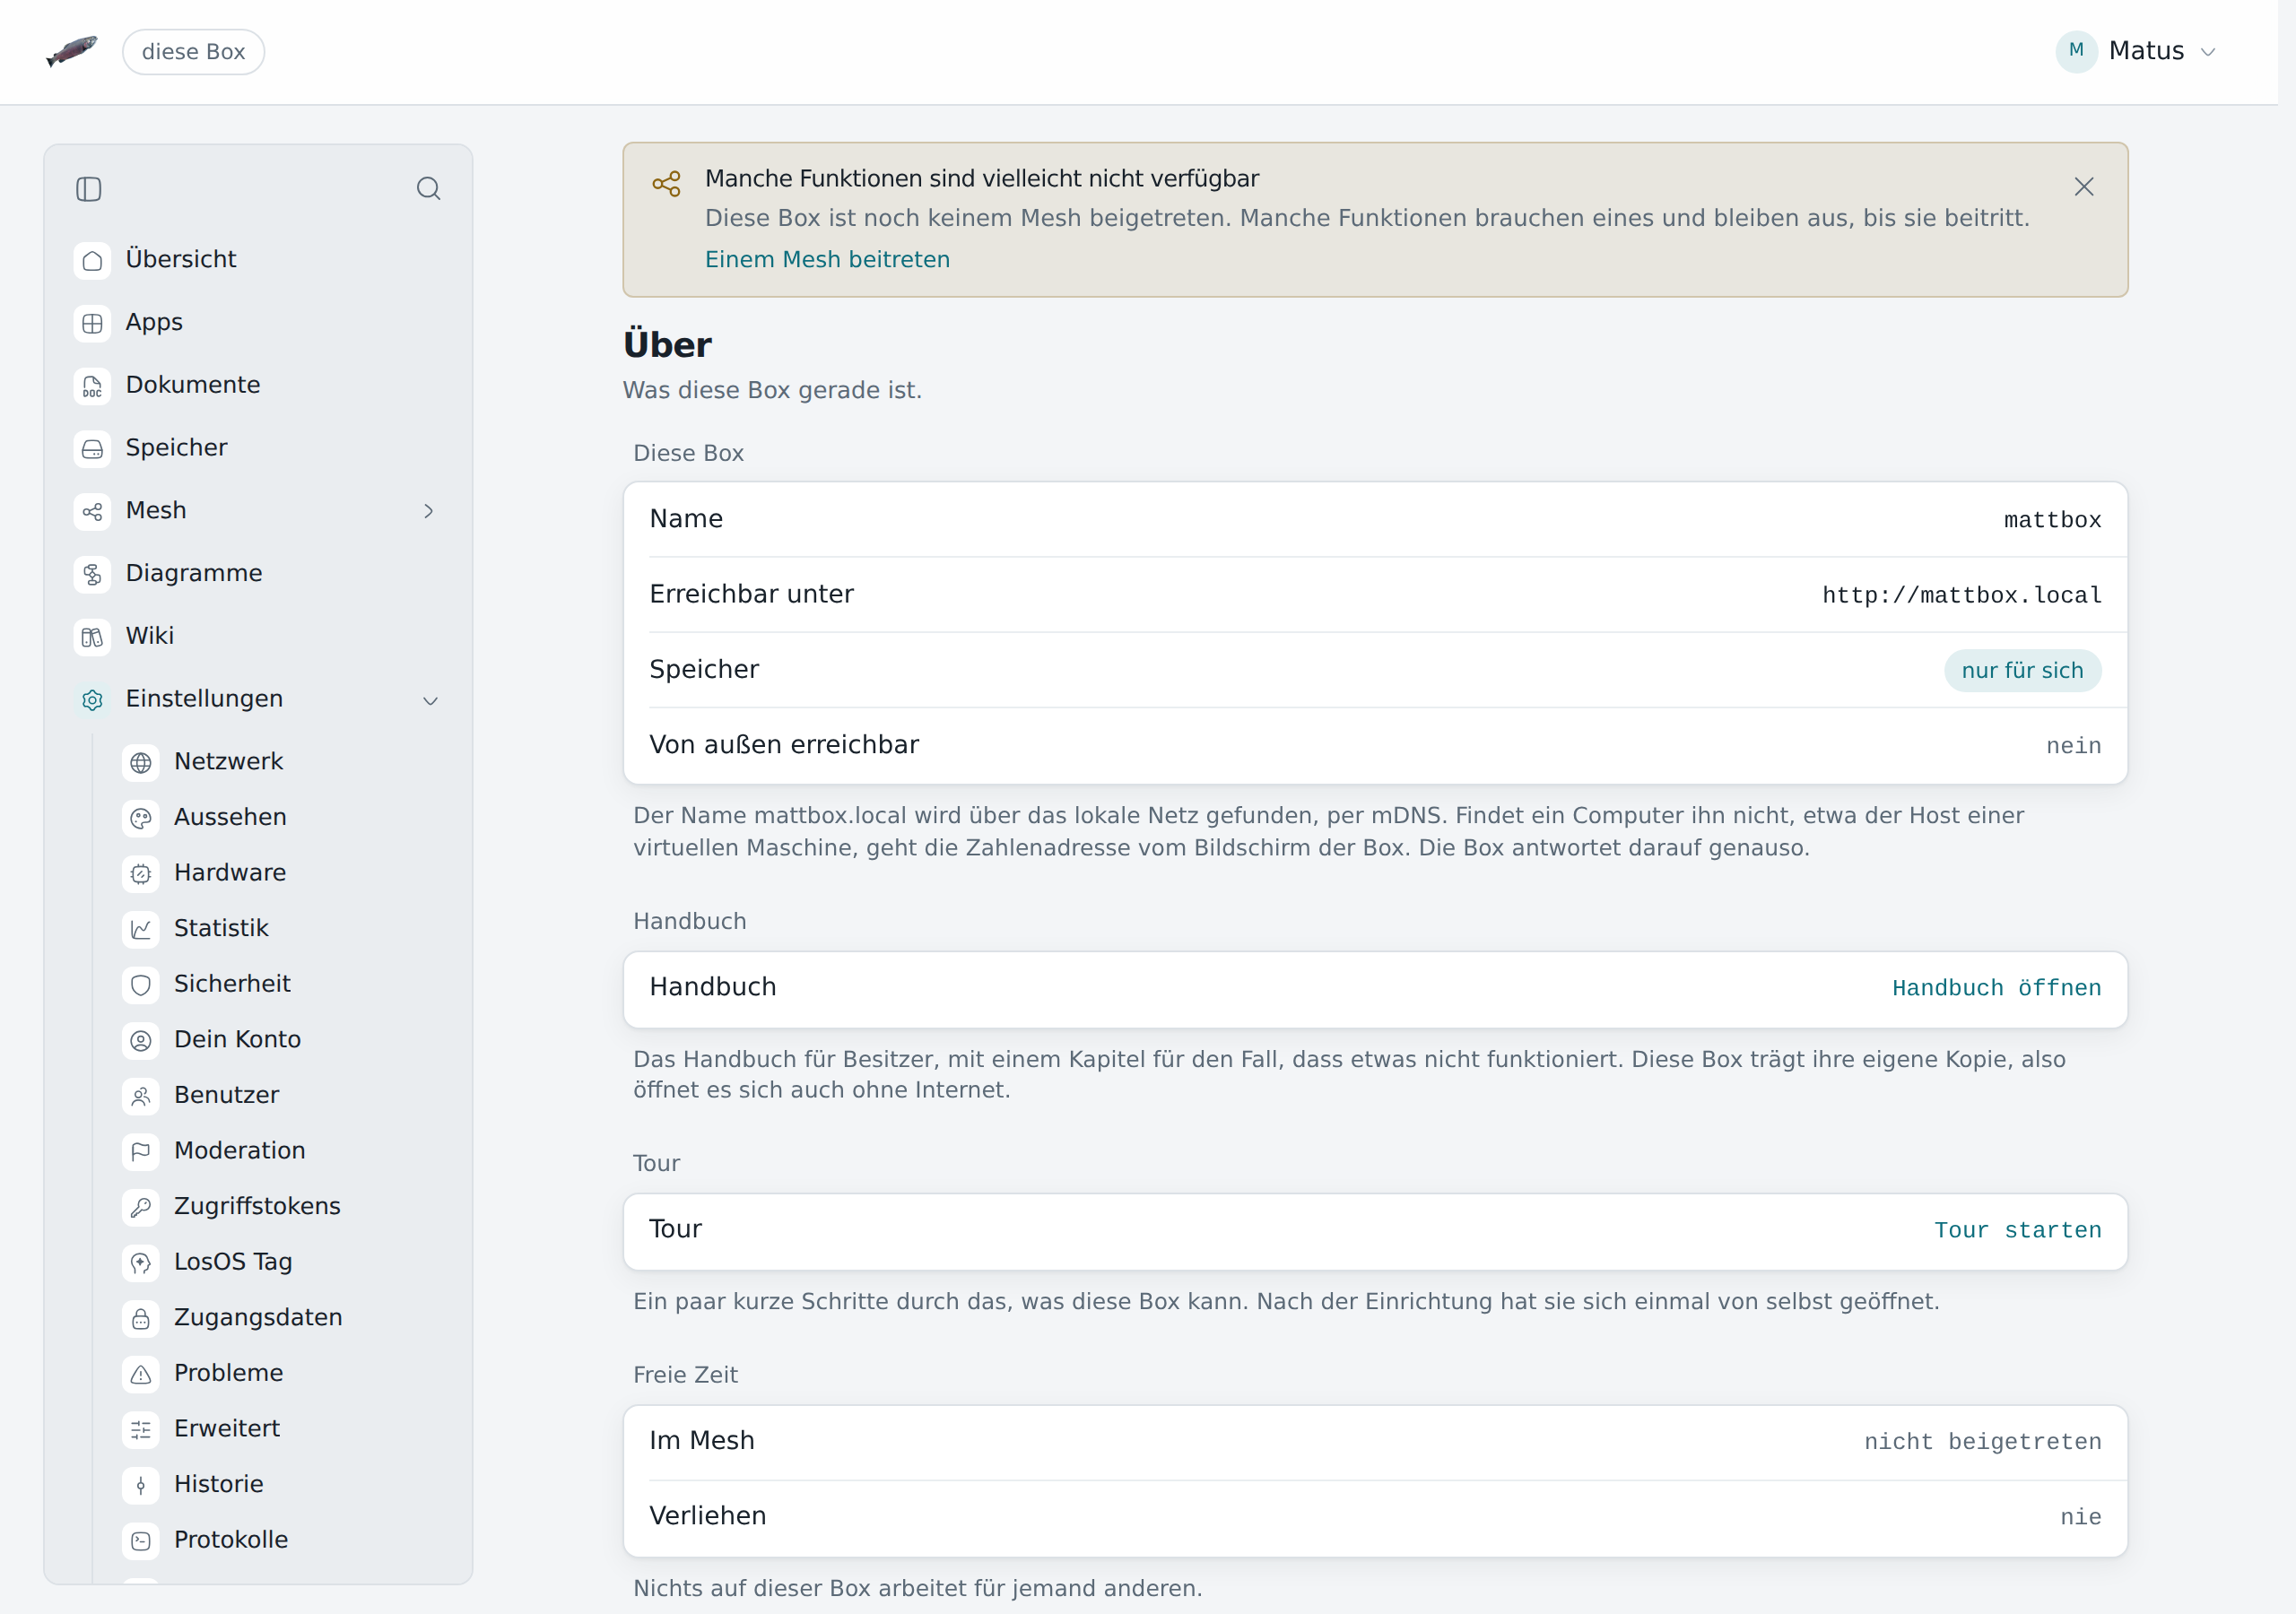 diese Box
M
Matus
Übersicht
Apps
Dokumente
Speicher
Mesh
Diagramme
Wiki
Einstellungen
Netzwerk
Aussehen
Hardware
Statistik
Sicherheit
Dein Konto
Benutzer
Moderation
Zugriffstokens
LosOS Tag
Zugangsdaten
Probleme
Erweitert
Historie
Protokolle
Manche Funktionen sind vielleicht nicht verfügbar
Diese Box ist noch keinem Mesh beigetreten. Manche Funktionen brauchen eines und bleiben aus, bis sie beitritt.
Einem Mesh beitreten
Über
Was diese Box gerade ist.
Diese Box
Name mattbox
Erreichbar unter http://mattbox.local
Speicher nur für sich
Von außen erreichbar nein
Der Name mattbox.local wird über das lokale Netz gefunden, per mDNS. Findet ein Computer ihn nicht, etwa der Host einer
virtuellen Maschine, geht die Zahlenadresse vom Bildschirm der Box. Die Box antwortet darauf genauso.
Handbuch
Handbuch Handbuch öffnen
Das Handbuch für Besitzer, mit einem Kapitel für den Fall, dass etwas nicht funktioniert. Diese Box trägt ihre eigene Kopie, also
öffnet es sich auch ohne Internet.
Tour
Tour Tour starten
Ein paar kurze Schritte durch das, was diese Box kann. Nach der Einrichtung hat sie sich einmal von selbst geöffnet.
Freie Zeit
Im Mesh nicht beigetreten
Verliehen nie
Nichts auf dieser Box arbeitet für jemand anderen.